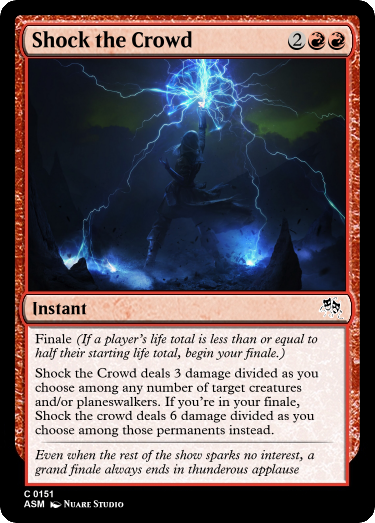 Shock the Crowd 2
Instant
Finale (If a player's life total is less than or equal to
half their starting life total, begin your finale.)
Shock the Crowd deals 3 damage divided as you
choose among any number of target creatures
and/or planeswalkers. If you're in your finale,
Shock the crowd deals 6 damage divided as you
choose among those permanents instead.
Even when the rest of the show sparks no interest, a
grand finale always ends in thunderous applause
C 0151
ASM Nuare Studio